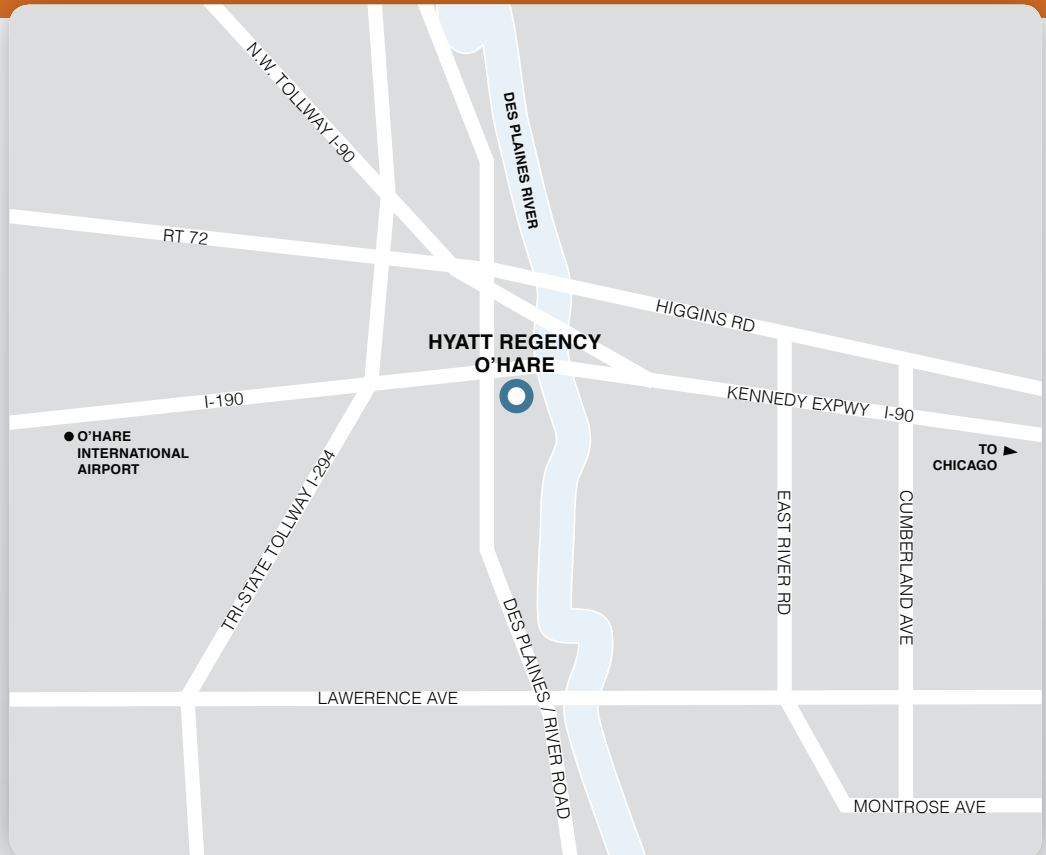 N.W. TOLLWAY I-90
DES PLAINES RIVER
RT 72
HIGGINS RD
HYATT REGENCY
O'HARE
I-190
KENNEDY EXPWY I-90
O'HARE
INTERNATIONAL
AIRPORT
TO
CHICAGO
TRI-STATE TOLLWAY I-294
EAST RIVER RD
CUMBERLAND AVE
DES PLAINES / RIVER ROAD
LAWERENCE AVE
MONTROSE AVE